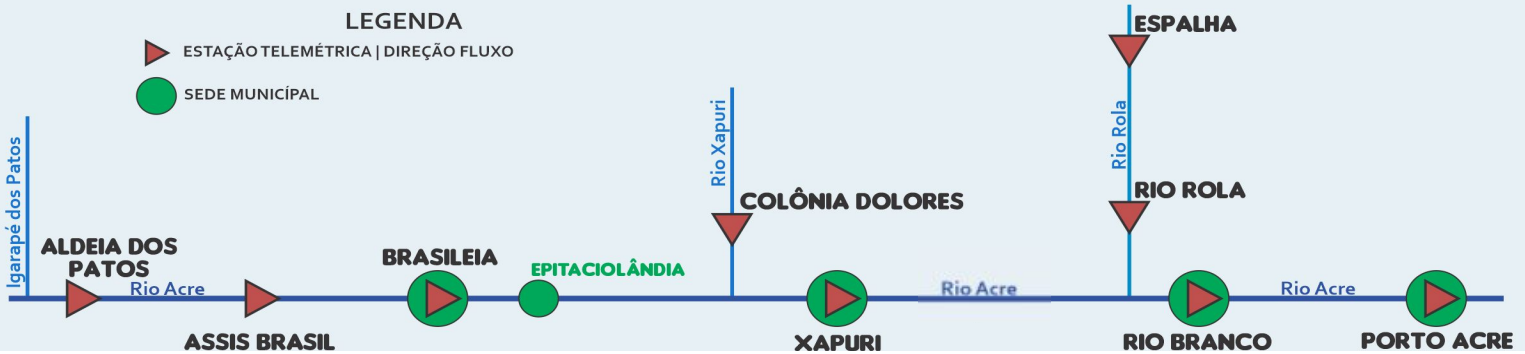 LEGENDA
ESTAÇÃO TELEMÉTRICA | DIREÇÃO FLUXO
SEDE MUNICÍPAL
Igarapé dos Patos
ALDEIA DOS
PATOS
Rio Acre
ASSIS BRASIL
BRASILEIA
EPITACIOLÂNDIA
Rio Xapuri
COLÔNIA DOLORES
XAPURI
Rio Acre
ESPALHA
Rio Rola
RIO ROLA
RIO BRANCO
Rio Acre
PORTO ACRE